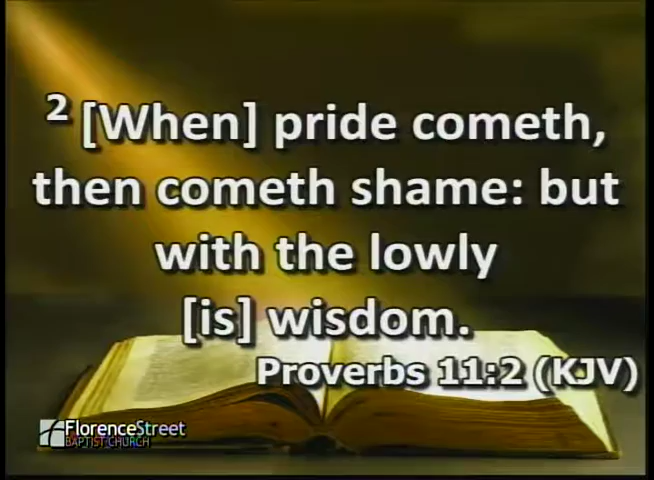 2 [When] pride cometh,
then cometh shame: but
with the lowly
[is] wisdom.
Proverbs 11:2 (KJV)
FlorenceStreet
BAPTIST CHURCH